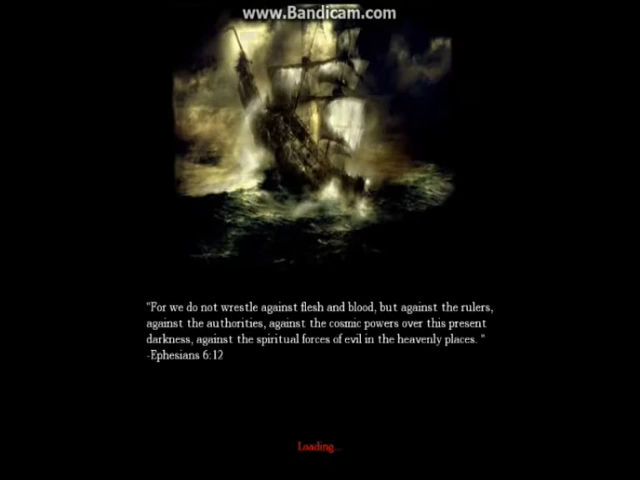 www.Bandicam.com
"For we do not wrestle against flesh and blood, but against the rulers,
against the authorities, against the cosmic powers over this present
darkness, against the spiritual forces of evil in the heavenly places. "
-Ephesians 6:12
Loading...